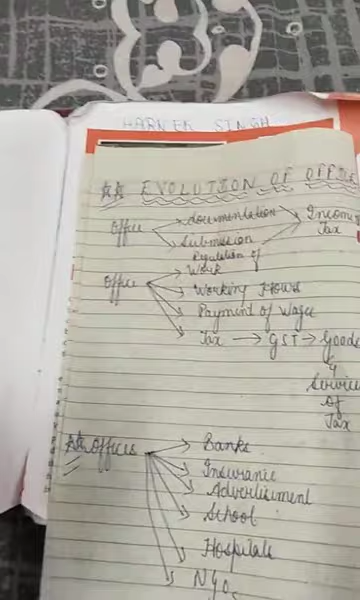 HARNEK SINGH
EVOLUTION OF OFFICE
Office → Documentation → Income Tax
→ Submission
Office → Regulation of Work
→ Working Hours
→ Payment of Wages
→ Tax → GST → Goods & Services of Tax
Offices → Banks
→ Insurance
→ Advertisement
→ School
→ Hospitals
→ NGOs